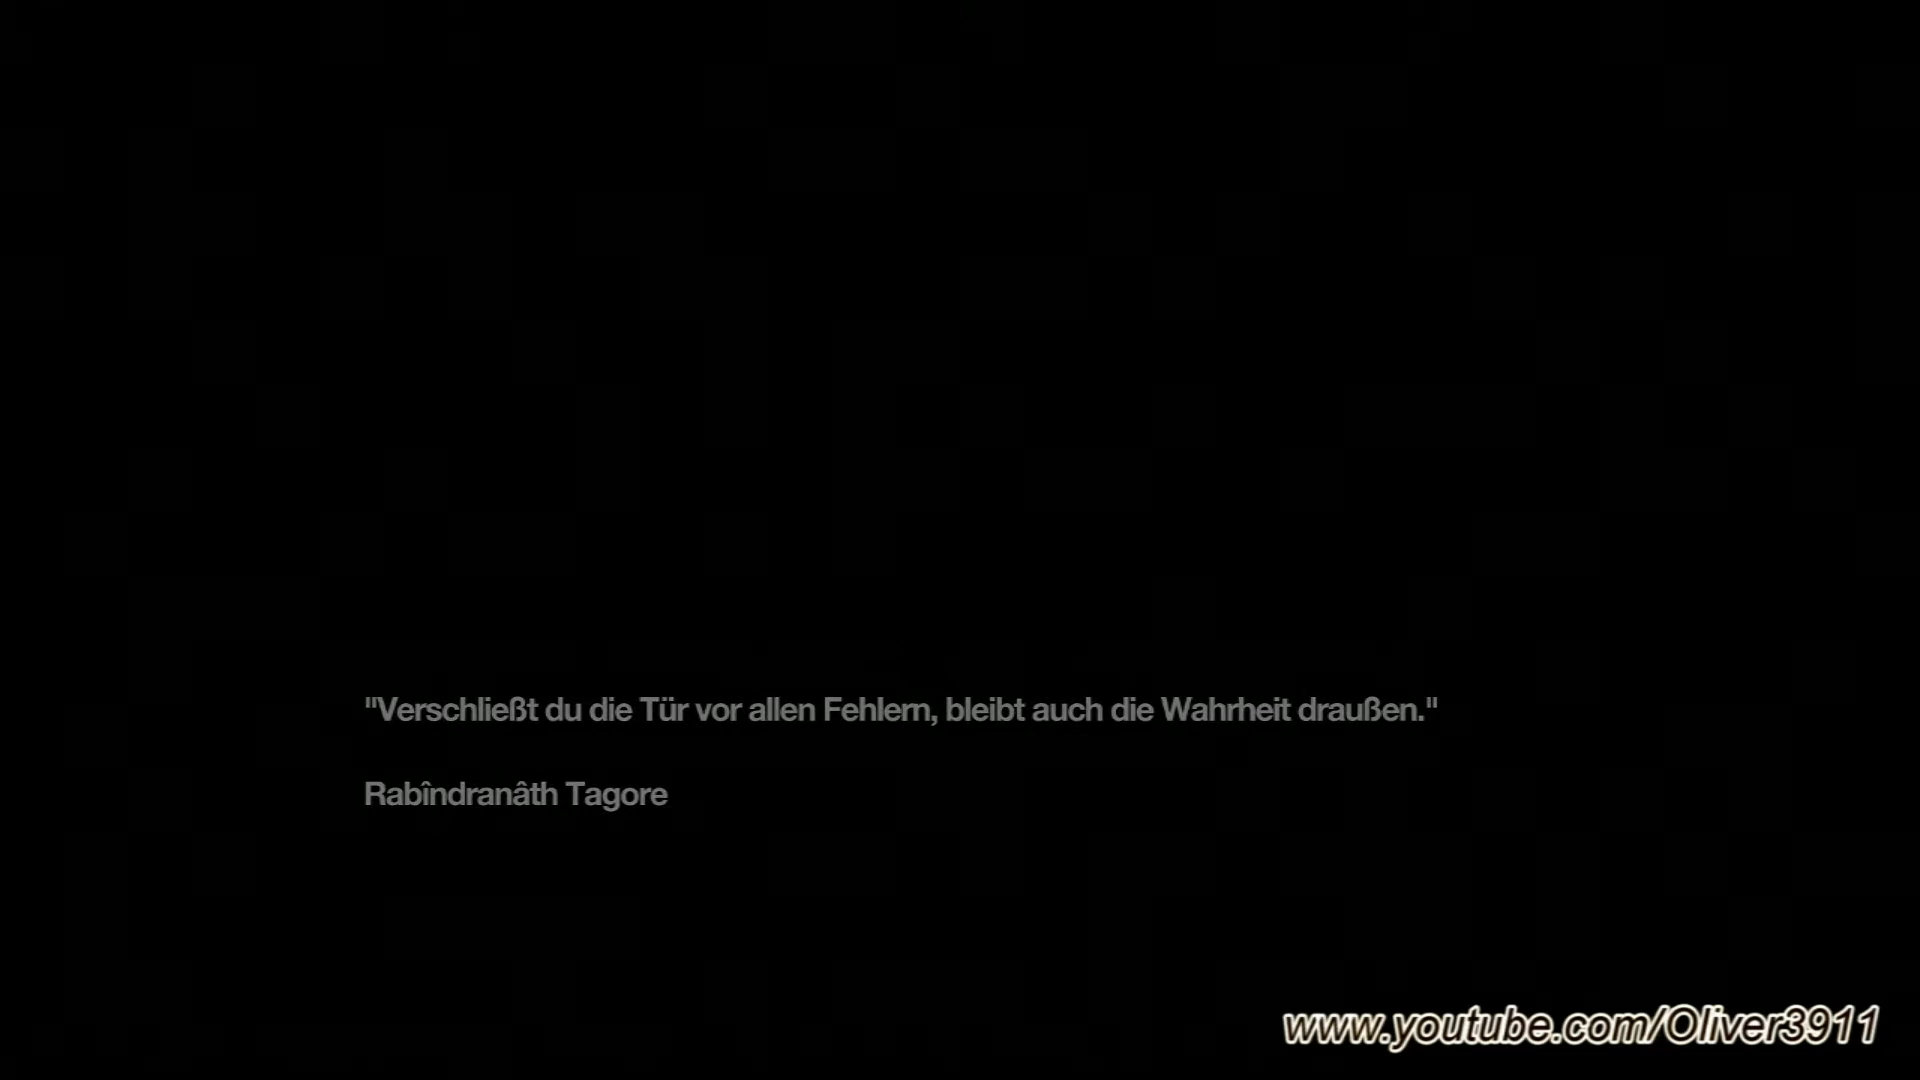 "Verschließt du die Tür vor allen Fehlern, bleibt auch die Wahrheit draußen."
Rabîndranâth Tagore
www.youtube.com/Oliver3911